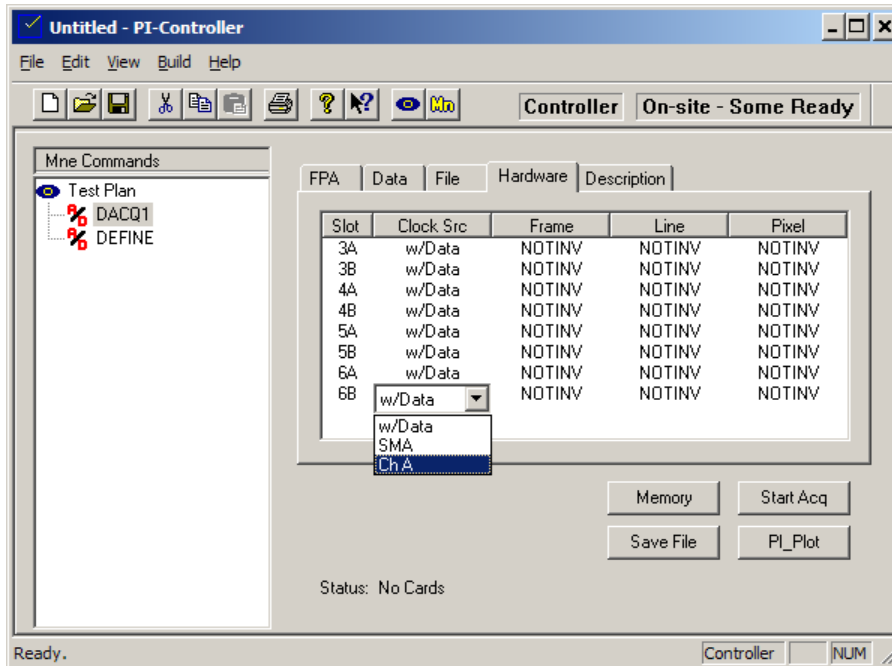 Untitled - PI-Controller
File Edit View Build Help
Controller On-site - Some Ready
Mne Commands
Test Plan
DACQ1
DEFINE
FPA Data File Hardware Description
Slot Clock Src Frame Line Pixel
3A w/Data NOTINV NOTINV NOTINV
3B w/Data NOTINV NOTINV NOTINV
4A w/Data NOTINV NOTINV NOTINV
4B w/Data NOTINV NOTINV NOTINV
5A w/Data NOTINV NOTINV NOTINV
5B w/Data NOTINV NOTINV NOTINV
6A w/Data NOTINV NOTINV NOTINV
6B w/Data NOTINV NOTINV NOTINV
w/Data
SMA
Ch A
Memory Start Acq
Save File PI_Plot
Status: No Cards
Ready. Controller NUM